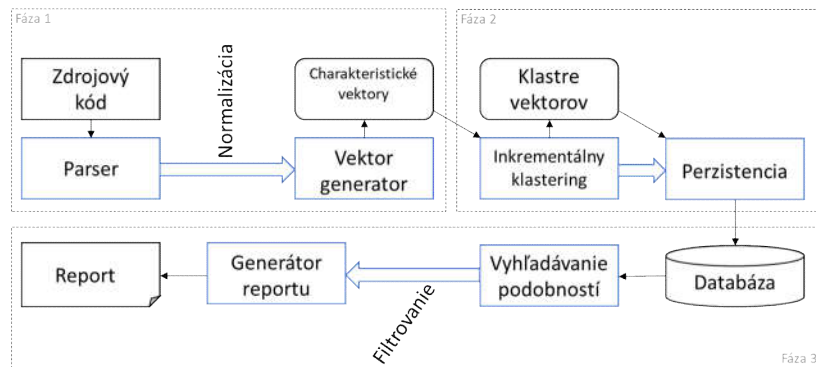 Fáza 1
Zdrojový
kód
Parser
Normalizácia
Charakteristické
vektory
Vektor
generator
Fáza 2
Klastre
vektorov
Inkrementálny
klastering
Perzistencia
Databáza
Vyhľadávanie
podobností
Filtrovanie
Generátor
reportu
Report
Fáza 3